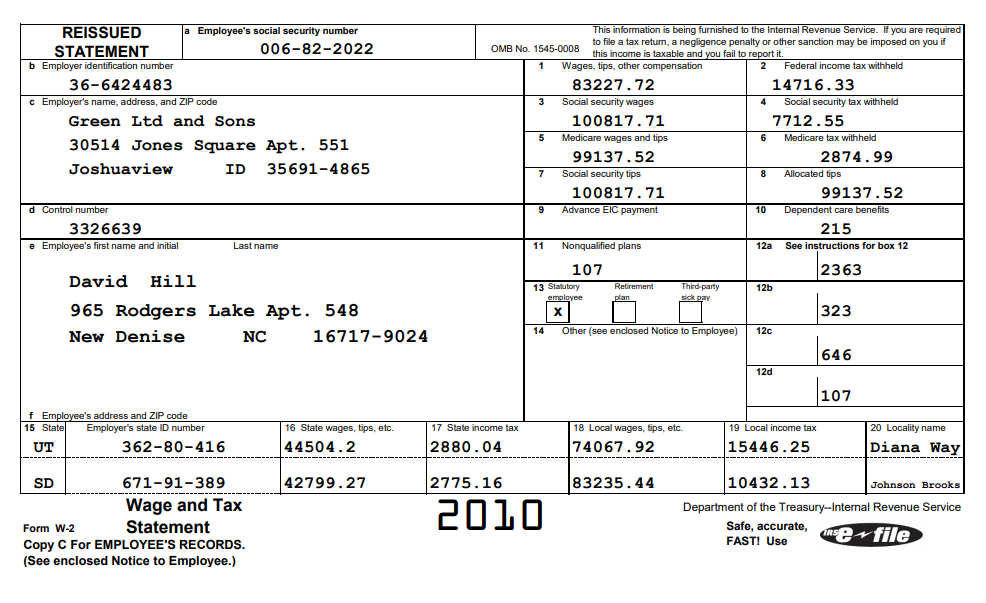 REISSUED STATEMENT
a Employee's social security number
006-82-2022
OMB No. 1545-0008
This information is being furnished to the Internal Revenue Service. If you are required
to file a tax return, a negligence penalty or other sanction may be imposed on you if
this income is taxable and you fail to report it.
b Employer identification number
36-6424483
1 Wages, tips, other compensation
83227.72
2 Federal income tax withheld
14716.33
c Employer's name, address, and ZIP code
Green Ltd and Sons
30514 Jones Square Apt. 551
Joshuaview ID 35691-4865
3 Social security wages
100817.71
4 Social security tax withheld
7712.55
5 Medicare wages and tips
99137.52
6 Medicare tax withheld
2874.99
7 Social security tips
100817.71
8 Allocated tips
99137.52
d Control number
3326639
9 Advance EIC payment
10 Dependent care benefits
215
e Employee's first name and initial Last name
David Hill
965 Rodgers Lake Apt. 548
New Denise NC 16717-9024
f Employee's address and ZIP code
11 Nonqualified plans
107
12a See instructions for box 12
2363
13 Statutory employee
X
Retirement plan
Third-party sick pay
12b
323
14 Other (see enclosed Notice to Employee)
12c
646
12d
107
15 State Employer's state ID number 16 State wages, tips, etc. 17 State income tax 18 Local wages, tips, etc. 19 Local income tax 20 Locality name
UT 362-80-416 44504.2 2880.04 74067.92 15446.25 Diana Way
SD 671-91-389 42799.27 2775.16 83235.44 10432.13 Johnson Brooks
Form W-2
Wage and Tax
Statement
2010
Department of the Treasury--Internal Revenue Service
Copy C For EMPLOYEE'S RECORDS.
(See enclosed Notice to Employee.)
Safe, accurate,
FAST! Use
IRS e file